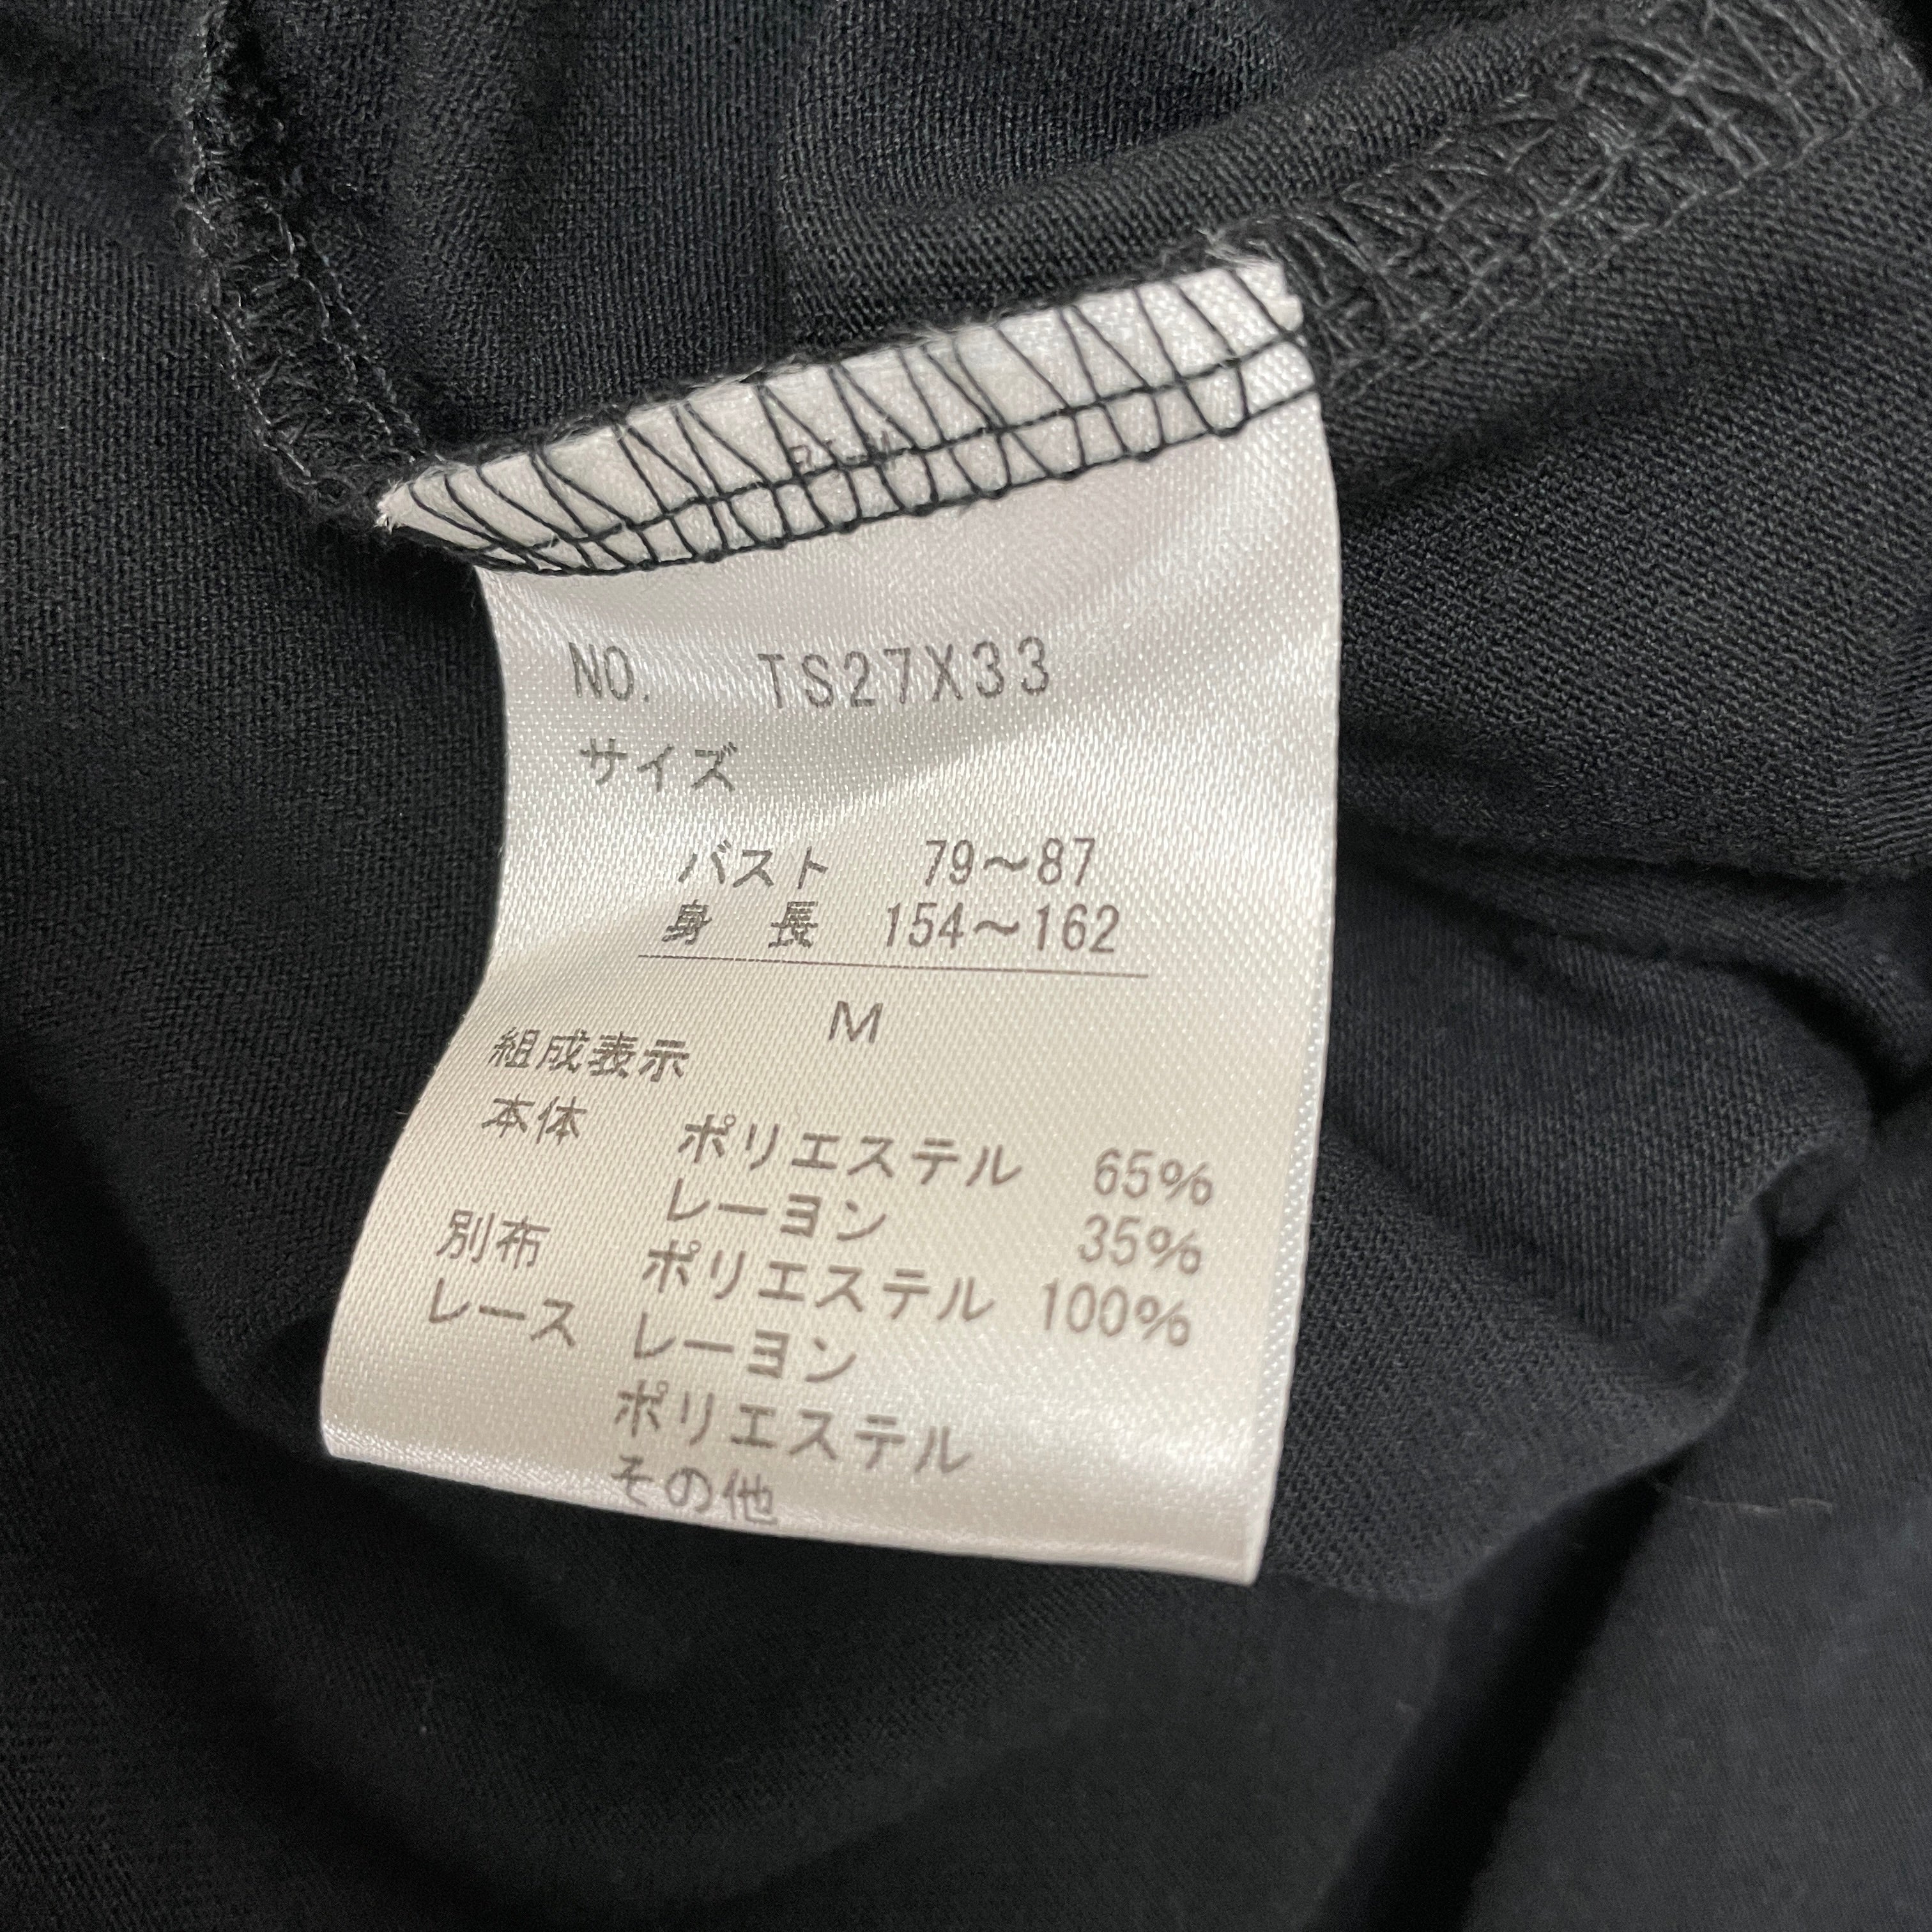 NO. TS27X33
サイズ
バスト 79～87
身 長 154～162
M
組成表示
本体 ポリエステル 65%
レーヨン 35%
別布 ポリエステル 100%
レース レーヨン
ポリエステル
その他